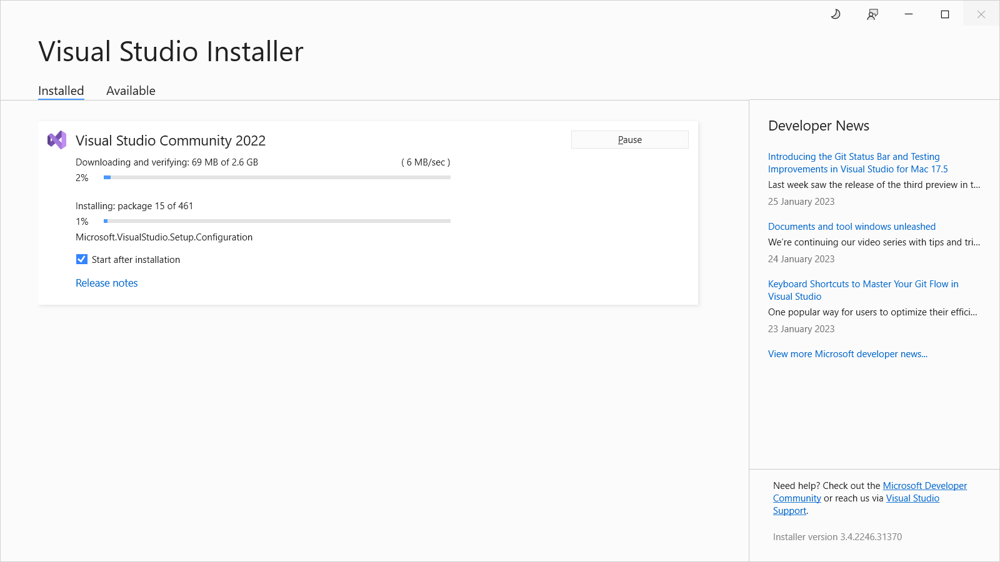 Visual Studio Installer
Installed
Available
Visual Studio Community 2022
Pause
Downloading and verifying: 69 MB of 2.6 GB
( 6 MB/sec )
2%
Installing: package 15 of 461
1%
Microsoft.VisualStudio.Setup.Configuration
Start after installation
Release notes
Developer News
Introducing the Git Status Bar and Testing
Improvements in Visual Studio for Mac 17.5
Last week saw the release of the third preview in t...
25 January 2023
Documents and tool windows unleashed
We’re continuing our video series with tips and tri...
24 January 2023
Keyboard Shortcuts to Master Your Git Flow in
Visual Studio
One popular way for users to optimize their effici...
23 January 2023
View more Microsoft developer news...
Need help? Check out the Microsoft Developer
Community or reach us via Visual Studio
Support.
Installer version 3.4.2246.31370